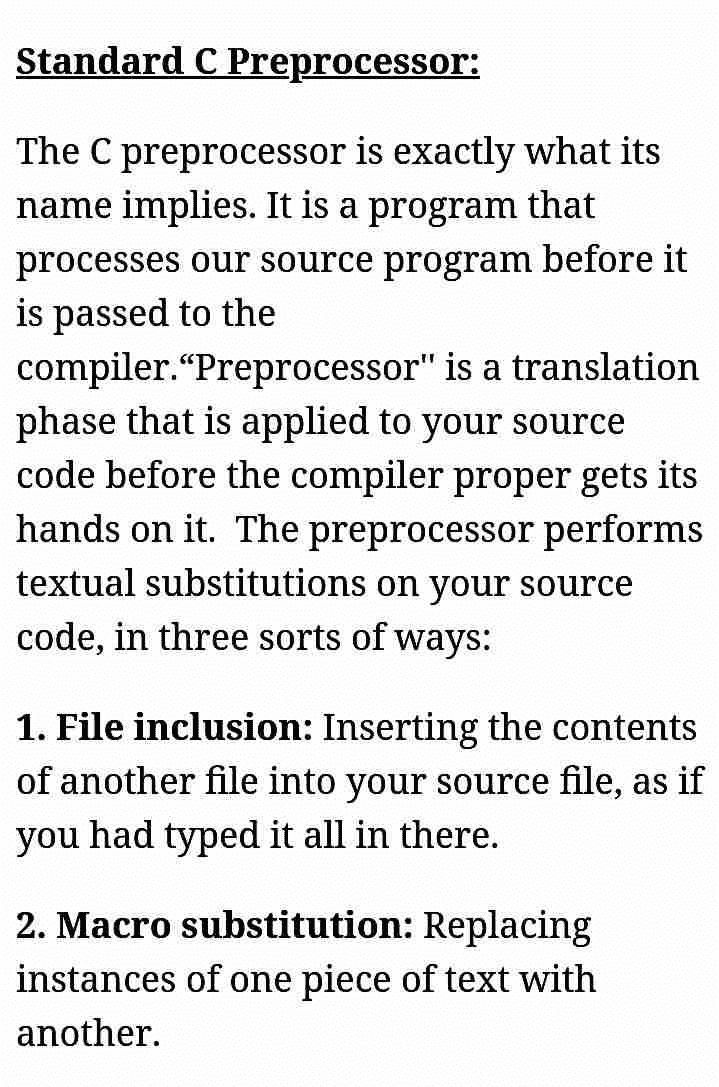 Standard C Preprocessor:
The C preprocessor is exactly what its
name implies. It is a program that
processes our source program before it
is passed to the
compiler.“Preprocessor'' is a translation
phase that is applied to your source
code before the compiler proper gets its
hands on it.  The preprocessor performs
textual substitutions on your source
code, in three sorts of ways:
1. File inclusion: Inserting the contents
of another file into your source file, as if
you had typed it all in there.
2. Macro substitution: Replacing
instances of one piece of text with
another.